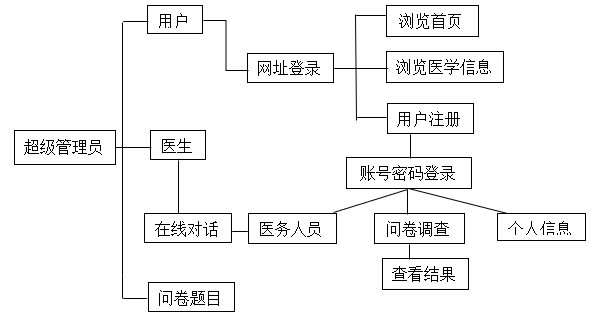 用户
浏览首页
网址登录
浏览医学信息
用户注册
超级管理员
医生
账号密码登录
在线对话
医务人员
问卷调查
个人信息
查看结果
问卷题目